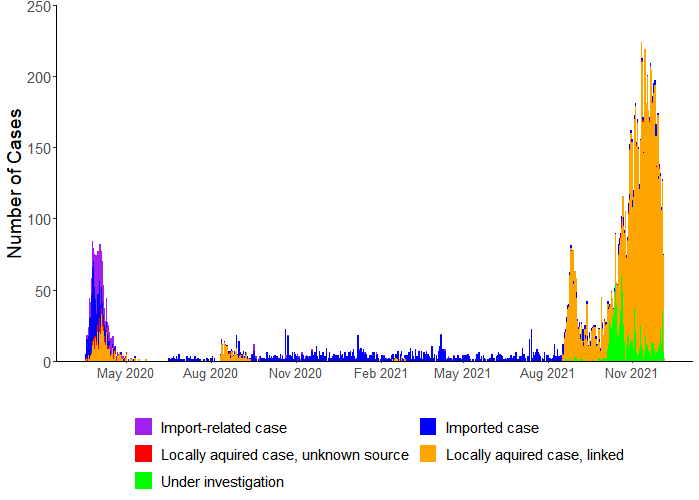 250
200
150
100
50
0
Number of Cases
May 2020 Aug 2020 Nov 2020 Feb 2021 May 2021 Aug 2021 Nov 2021
Import-related case Imported case
Locally aquired case, unknown source Locally aquired case, linked
Under investigation